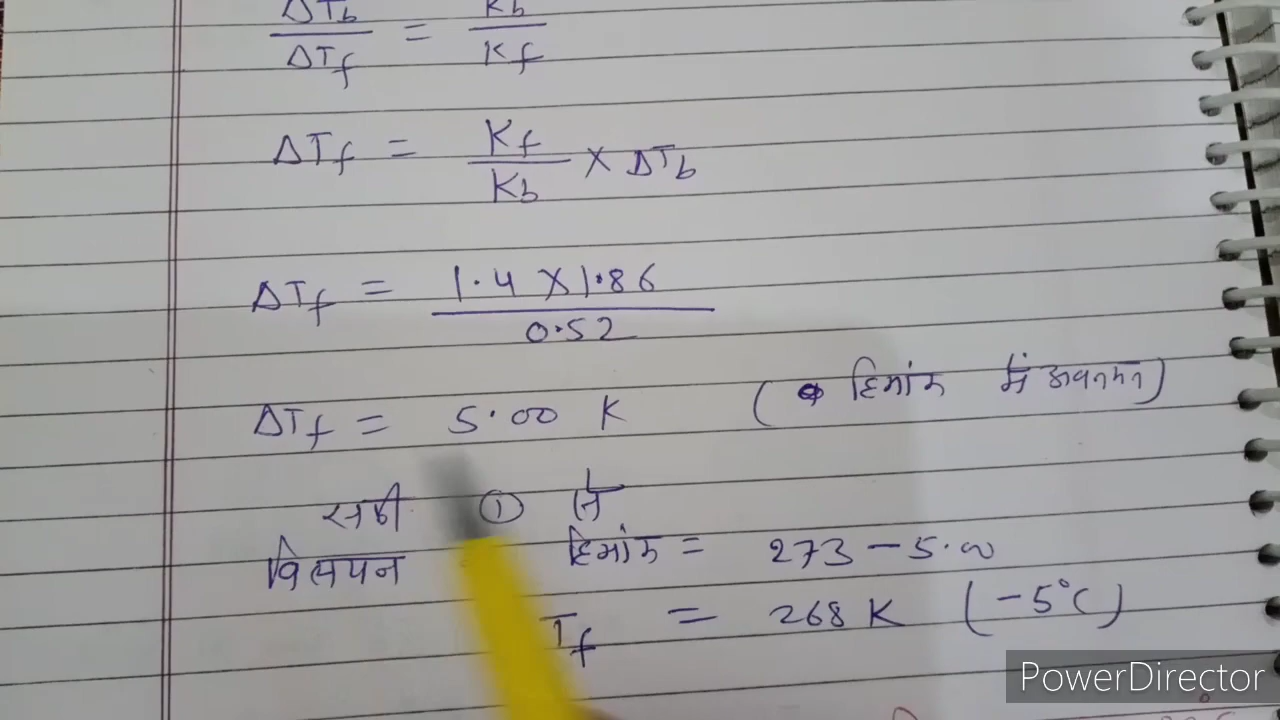 ΔTb / ΔTf = Kb / Kf
ΔTf = Kf / Kb × ΔTb
ΔTf = 1.4 × 1.86 / 0.52
ΔTf = 5.00 K ( हिमांक में अवनमन)
① से
विलयन हिमांक = 273 - 5.00
Tf = 268 K (-5°C)
PowerDirector